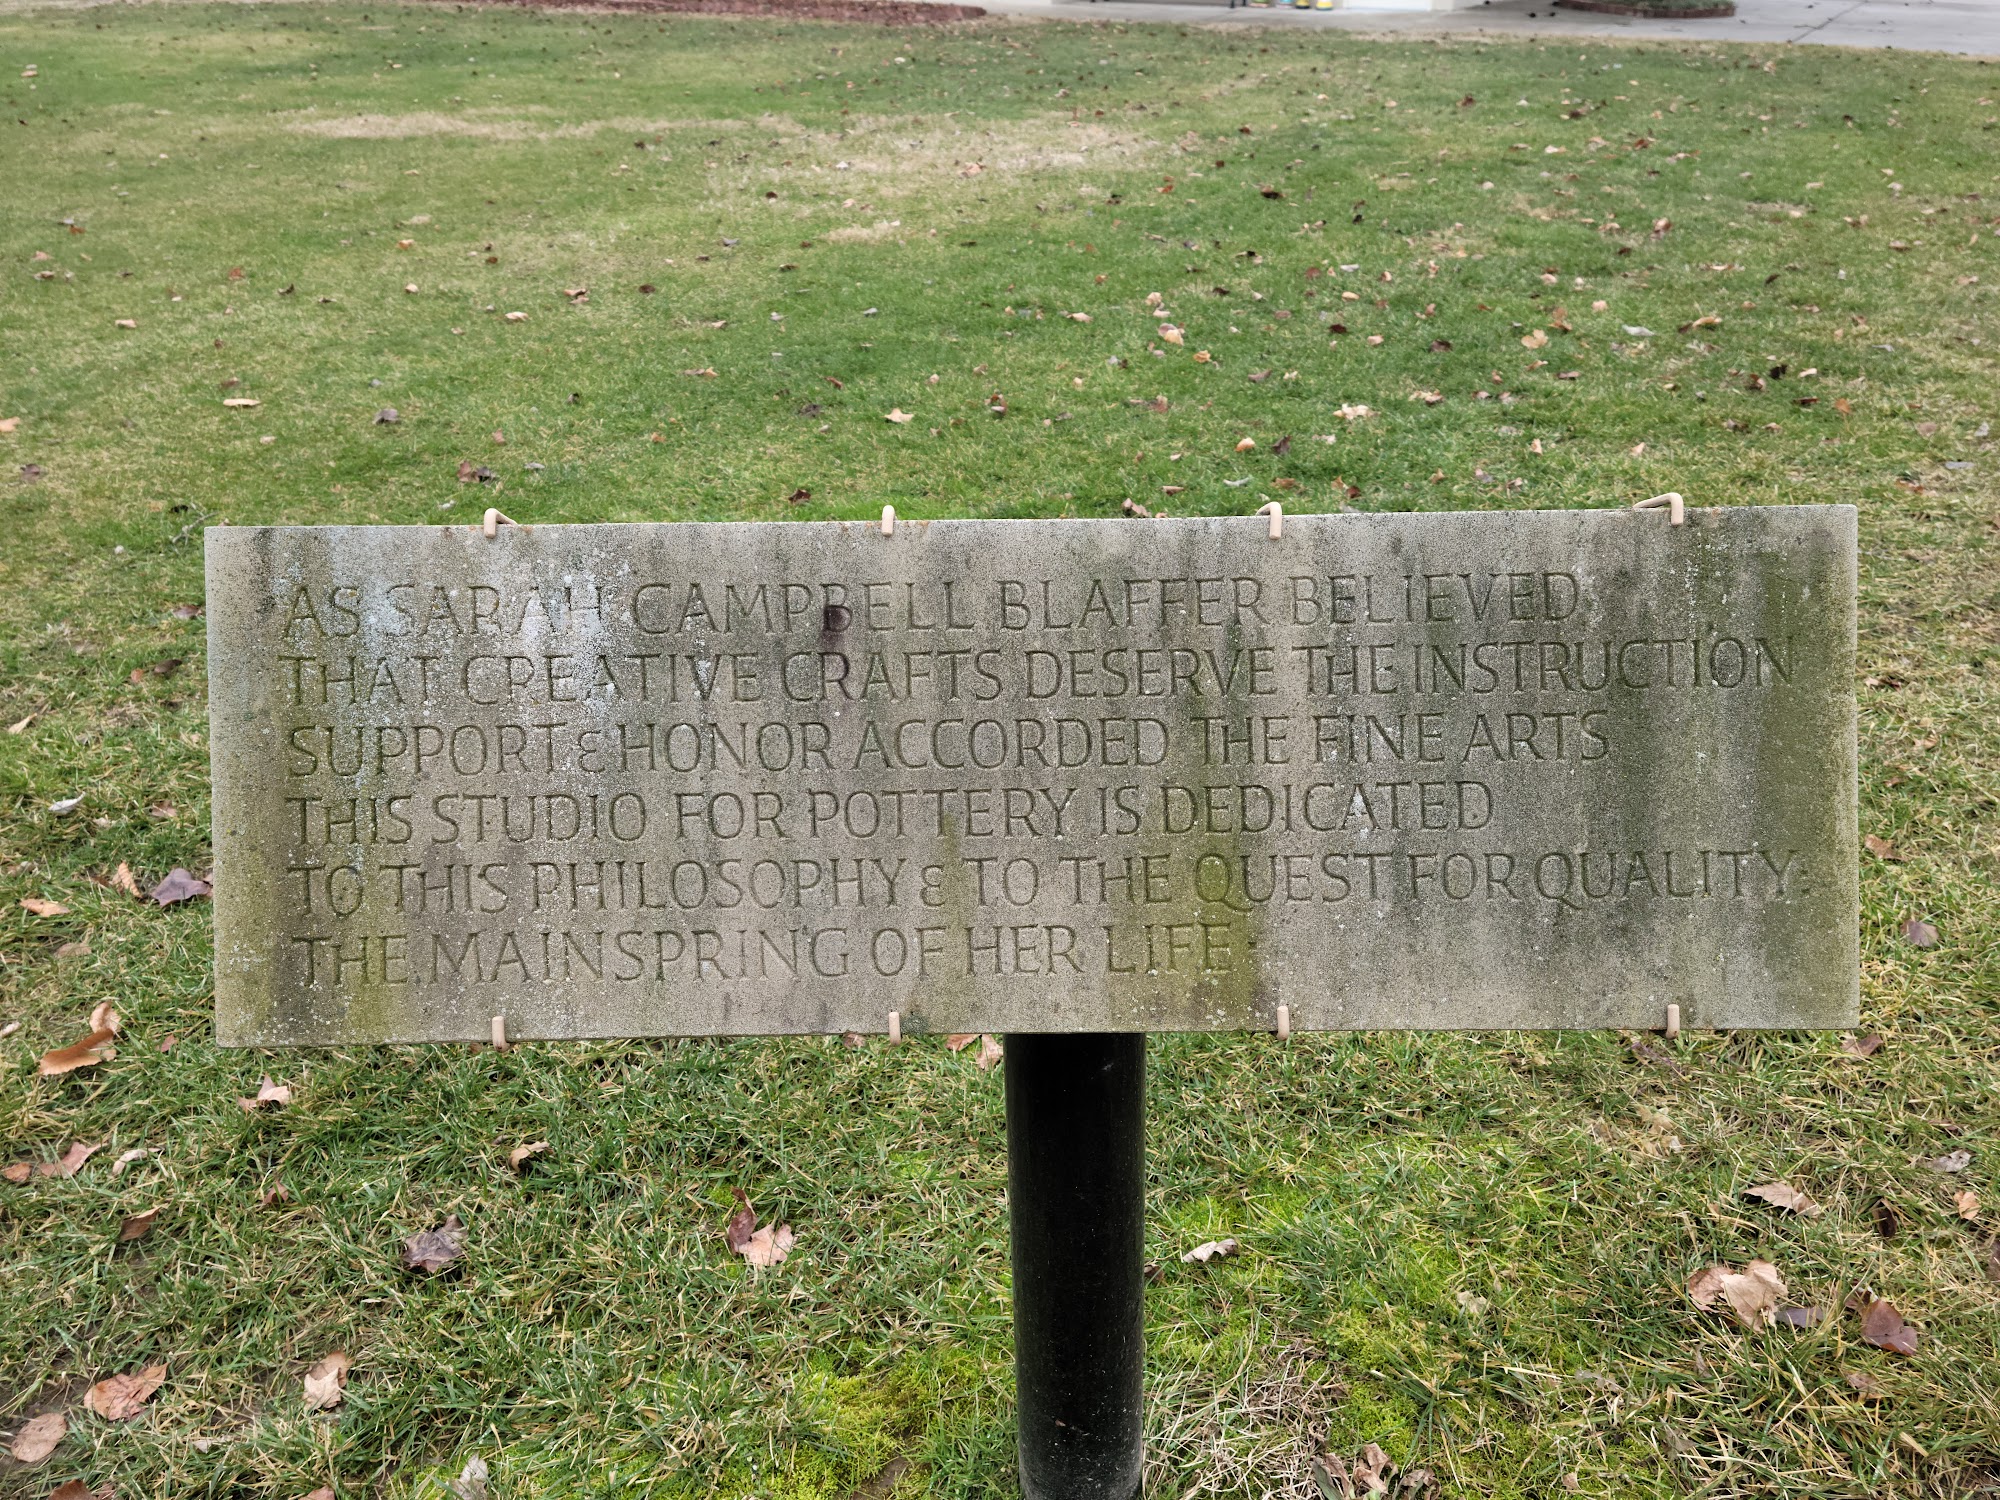 AS SARAH CAMPBELL BLAFFER BELIEVED
THAT CREATIVE CRAFTS DESERVE THE INSTRUCTION
SUPPORT & HONOR ACCORDED THE FINE ARTS
THIS STUDIO FOR POTTERY IS DEDICATED
TO THIS PHILOSOPHY & TO THE QUEST FOR QUALITY:
THE MAINSPRING OF HER LIFE ·